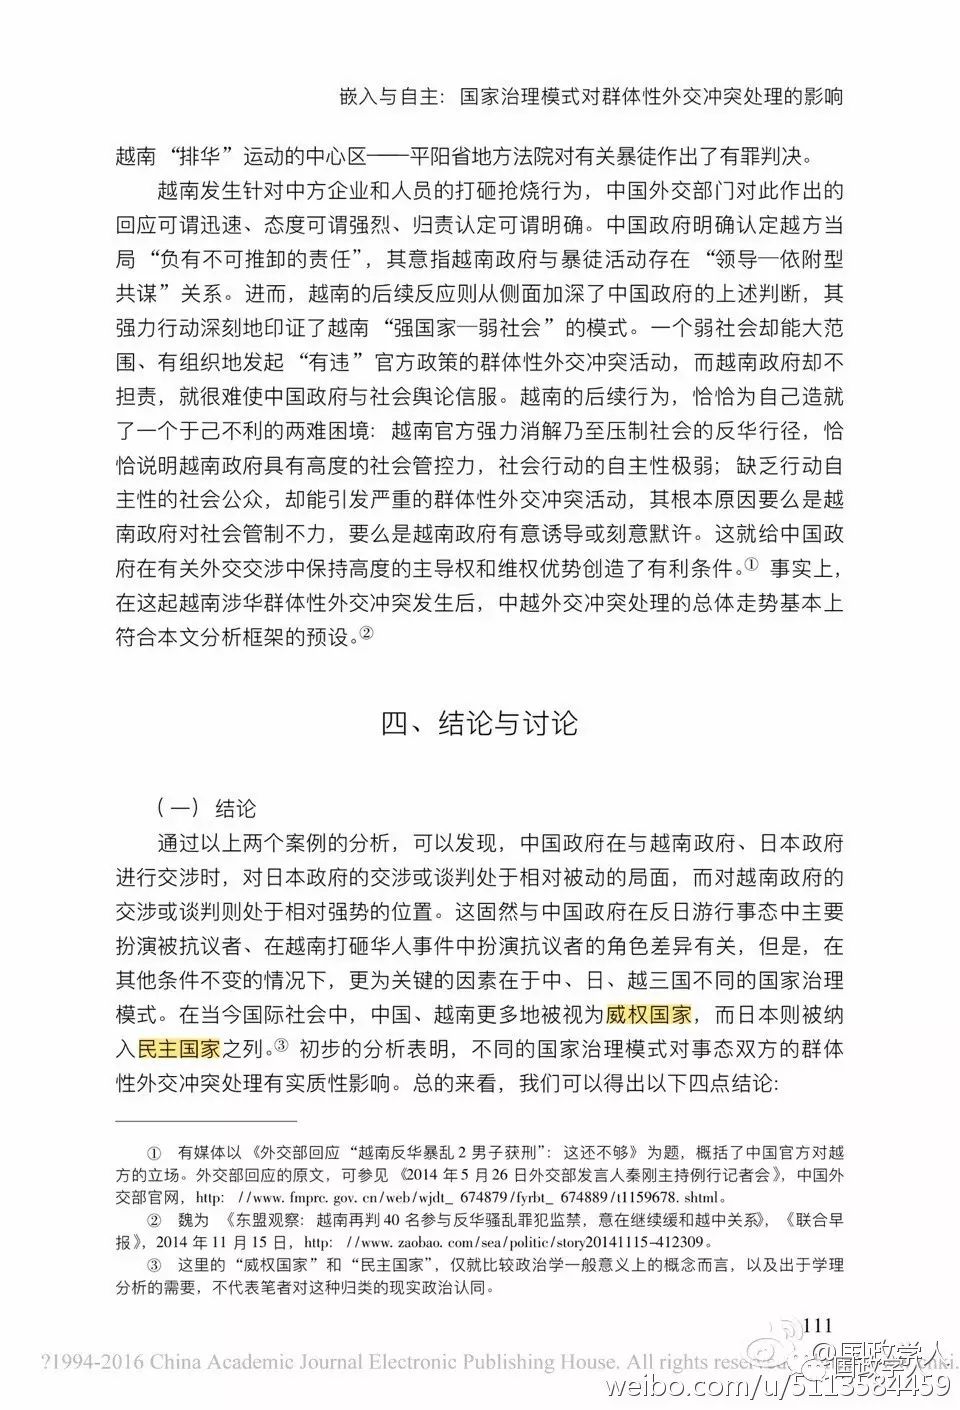 嵌入与自主：国家治理模式对群体性外交冲突处理的影响
越南“排华”运动的中心区——平阳省地方法院对有关暴徒作出了有罪判决。
越南发生针对中方企业和人员的打砸抢烧行为，中国外交部门对此作出的
回应可谓迅速、态度可谓强烈、归责认定可谓明确。中国政府明确认定越方当
局“负有不可推卸的责任”，其意指越南政府与暴徒活动存在“领导—依附型
共谋”关系。进而，越南的后续反应则从侧面加深了中国政府的上述判断，其
强力行动深刻地印证了越南“强国家—弱社会”的模式。一个弱社会却能大范
围、有组织地发起“有违”官方政策的群体性外交冲突活动，而越南政府却不
担责，就很难使中国政府与社会舆论信服。越南的后续行为，恰恰为自己造就
了一个于己不利的两难困境：越南官方强力消解乃至压制社会的反华行径，恰
恰说明越南政府具有高度的社会管控力，社会行动的自主性极弱；缺乏行动自
主性的社会公众，却能引发严重的群体性外交冲突活动，其根本原因要么是越
南政府对社会管制不力，要么是越南政府有意诱导或刻意默许。这就给中国政
府在有关外交交涉中保持高度的主导权和维权优势创造了有利条件。① 事实上，
在这起越南涉华群体性外交冲突发生后，中越外交冲突处理的总体走势基本上
符合本文分析框架的预设。②
四、结论与讨论
（一）结论
通过以上两个案例的分析，可以发现，中国政府在与越南政府、日本政府
进行交涉时，对日本政府的交涉或谈判处于相对被动的局面，而对越南政府的
交涉或谈判则处于相对强势的位置。这固然与中国政府在反日游行事态中主要
扮演被抗议者、在越南打砸华人事件中扮演抗议者的角色差异有关，但是，在
其他条件不变的情况下，更为关键的因素在于中、日、越三国不同的国家治理
模式。在当今国际社会中，中国、越南更多地被视为威权国家，而日本则被纳
入民主国家之列。③ 初步的分析表明，不同的国家治理模式对事态双方的群体
性外交冲突处理有实质性影响。总的来看，我们可以得出以下四点结论：
① 有媒体以《外交部回应“越南反华暴乱2男子获刑”：这还不够》为题，概括了中国官方对越
方的立场。外交部回应的原文，可参见《2014年5月26日外交部发言人秦刚主持例行记者会》，中国外
交部官网，http：//www.fmprc.gov.cn/web/wjdt_674879/fyrbt_674889/t1159678.shtml。
② 魏为《东盟观察：越南再判40名参与反华骚乱罪犯监禁，意在继续缓和越中关系》，《联合早
报》，2014年11月15日，http：//www.zaobao.com/sea/politic/story20141115-412309。
③ 这里的“威权国家”和“民主国家”，仅就比较政治学一般意义上的概念而言，以及出于学理
分析的需要，不代表笔者对这种归类的现实政治认同。
111
?1994-2016 China Academic Journal Electronic Publishing House. All rights reserved.
@国政学人
国政学人
weibo.com/u/5113584459